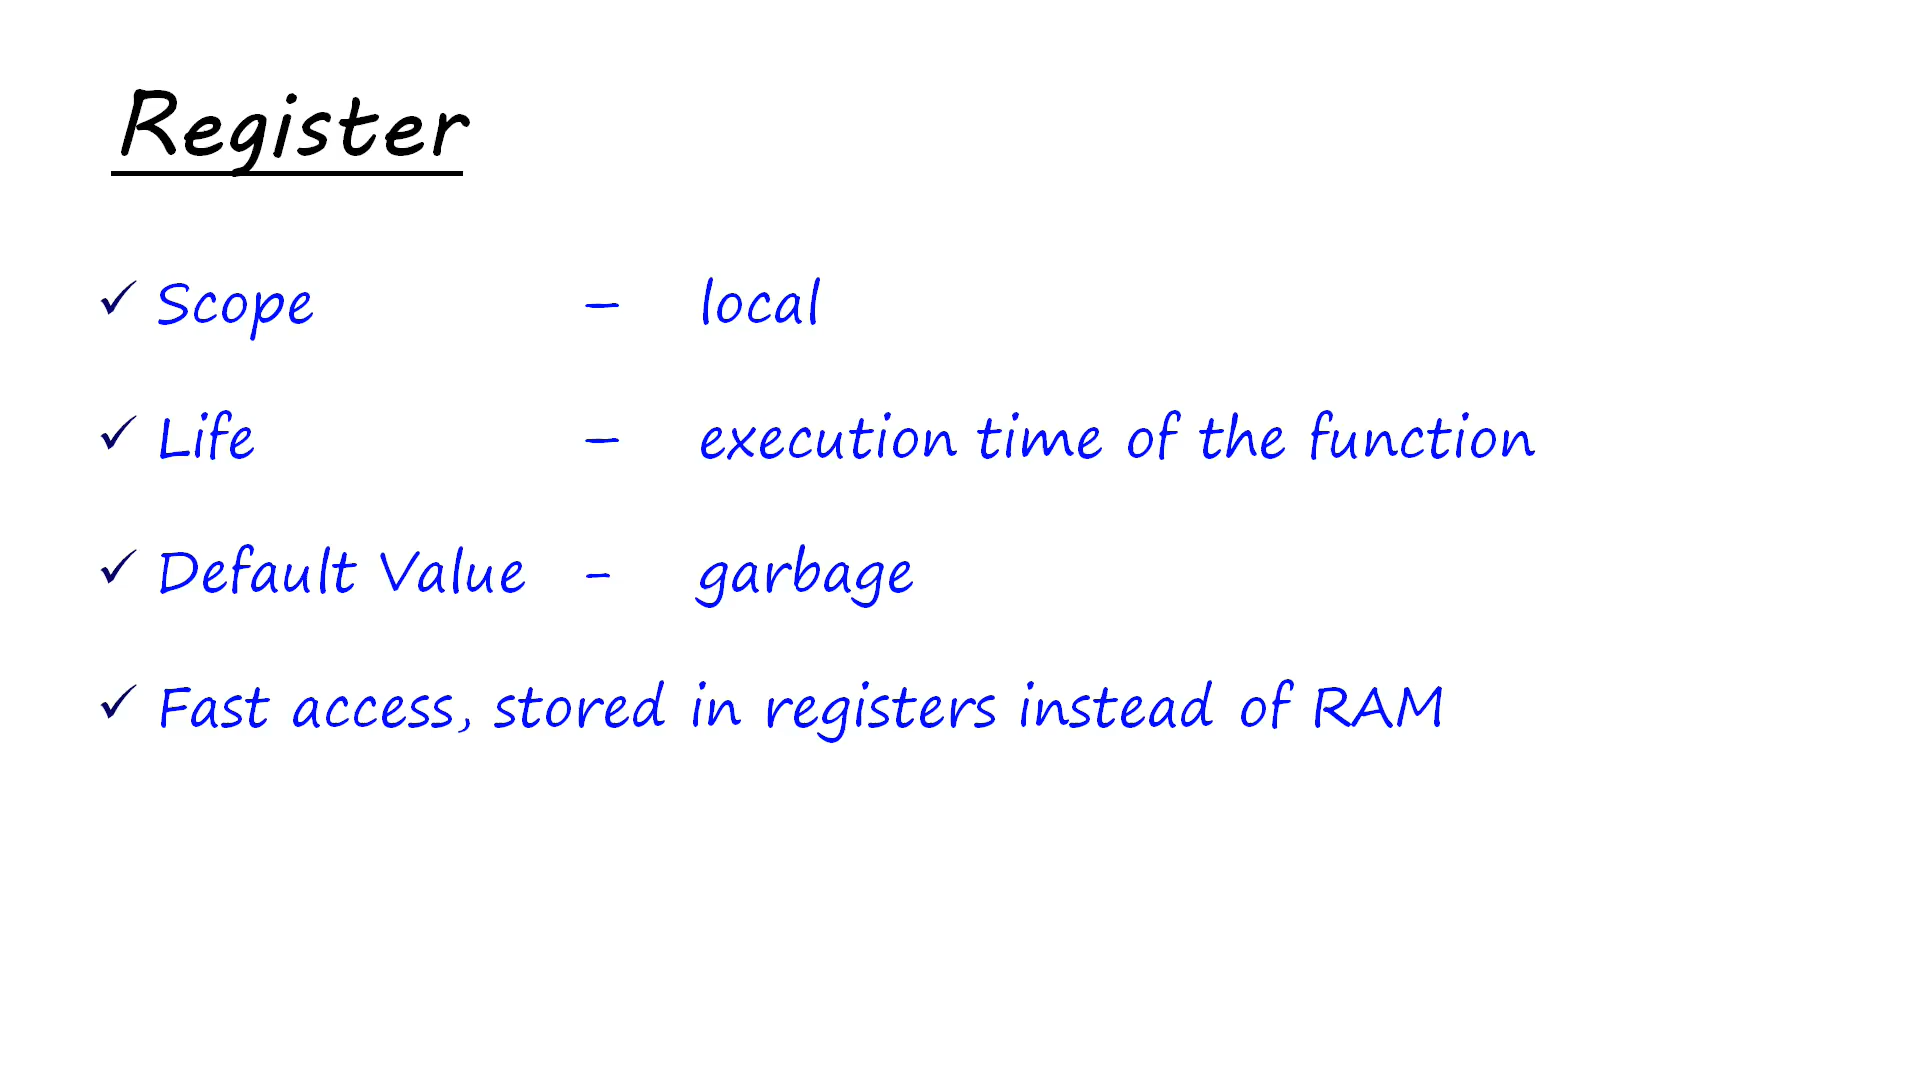 Register
✓ Scope – local
✓ Life – execution time of the function
✓ Default Value - garbage
✓ Fast access, stored in registers instead of RAM